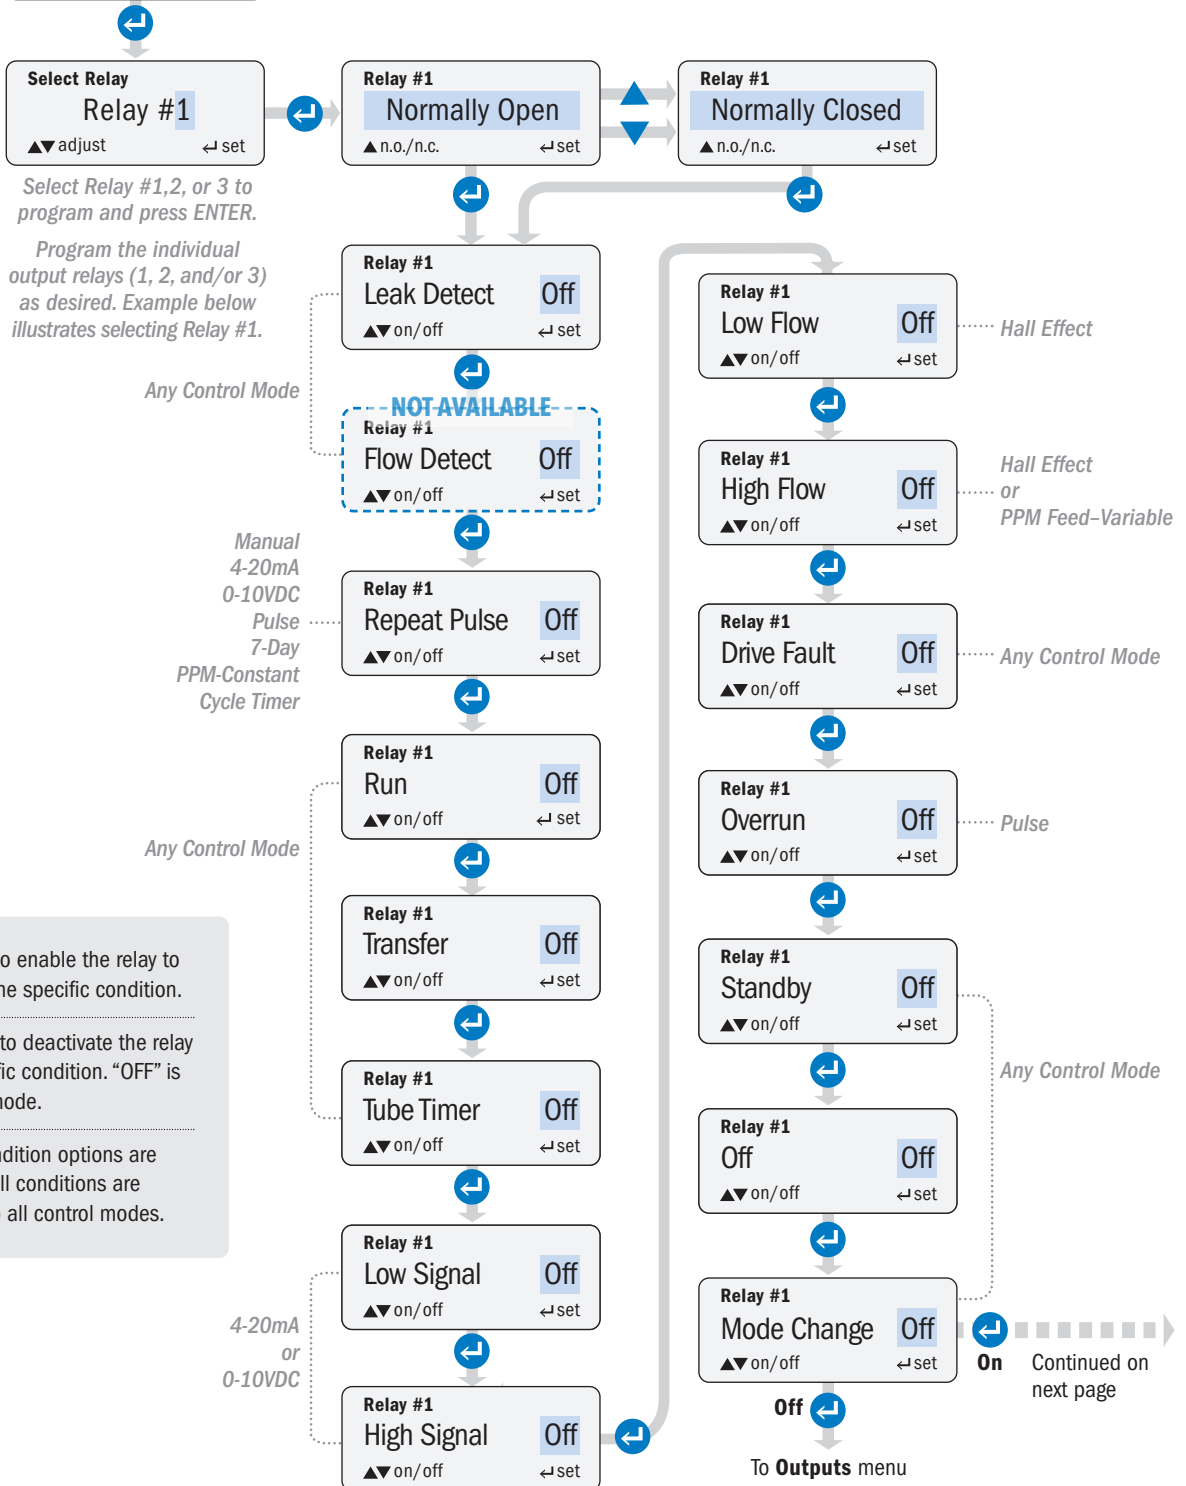 Select Relay
Relay #1
▲▼ adjust ↵ set
Select Relay #1,2, or 3 to
program and press ENTER.
Program the individual
output relays (1, 2, and/or 3)
as desired. Example below
illustrates selecting Relay #1.
Relay #1
Normally Open
▲ n.o./n.c. ↵ set
Relay #1
Normally Closed
▲ n.o./n.c. ↵ set
Relay #1
Leak Detect Off
▲▼ on/off ↵ set
Any Control Mode
NOT AVAILABLE
Relay #1
Flow Detect Off
▲▼ on/off ↵ set
Manual
4-20mA
0-10VDC
Pulse
7-Day
PPM-Constant
Cycle Timer
Relay #1
Repeat Pulse Off
▲▼ on/off ↵ set
Relay #1
Run Off
▲▼ on/off ↵ set
Any Control Mode
Relay #1
Transfer Off
▲▼ on/off ↵ set
Relay #1
Tube Timer Off
▲▼ on/off ↵ set
o enable the relay to
ne specific condition.
to deactivate the relay
fic condition. “OFF” is
node.
ndition options are
ll conditions are
all control modes.
Relay #1
Low Signal Off
▲▼ on/off ↵ set
4-20mA
or
0-10VDC
Relay #1
High Signal Off
▲▼ on/off ↵ set
Relay #1
Low Flow Off
▲▼ on/off ↵ set
Hall Effect
Relay #1
High Flow Off
▲▼ on/off ↵ set
Hall Effect
or
PPM Feed–Variable
Relay #1
Drive Fault Off
▲▼ on/off ↵ set
Any Control Mode
Relay #1
Overrun Off
▲▼ on/off ↵ set
Pulse
Relay #1
Standby Off
▲▼ on/off ↵ set
Any Control Mode
Relay #1
Off Off
▲▼ on/off ↵ set
Relay #1
Mode Change Off
▲▼ on/off ↵ set
On
Continued on
next page
Off
To Outputs menu